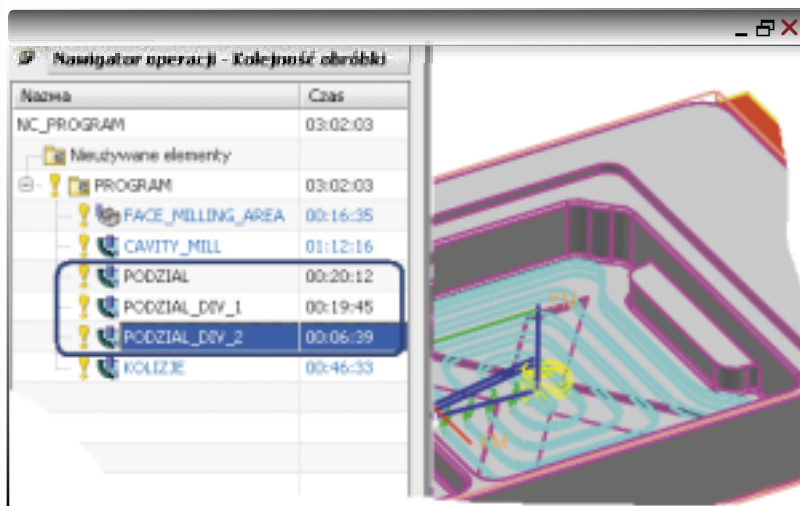 Nawigator operacji - Kolejność obróbki
Nazwa Czas
NC_PROGRAM 03:02:03
Nieużywane elementy
PROGRAM 03:02:03
FACE_MILLING_AREA 00:16:35
CAVITY_MILL 01:12:16
PODZIAL 00:20:12
PODZIAL_DIV_1 00:19:45
PODZIAL_DIV_2 00:06:39
KOLIZJE 00:46:33
YM
XM